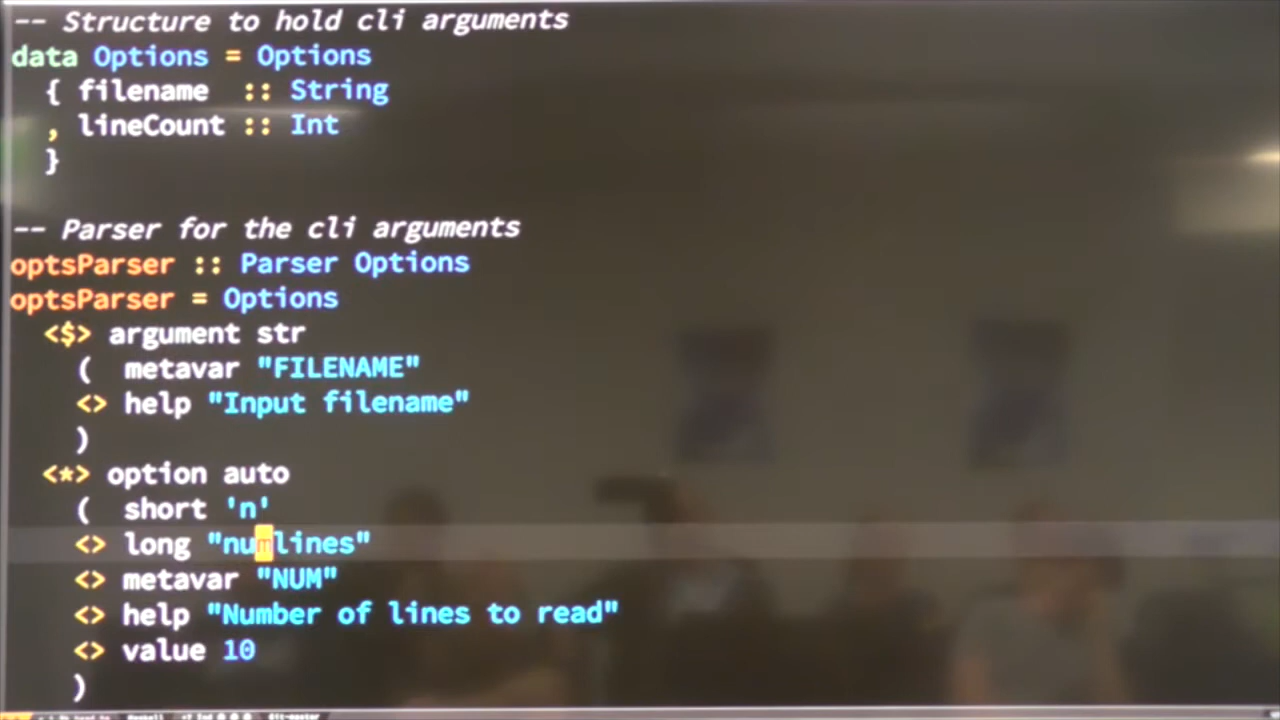 -- Structure to hold cli arguments
data Options = Options
{ filename :: String
, lineCount :: Int
}
-- Parser for the cli arguments
optsParser :: Parser Options
optsParser = Options
<$> argument str
( metavar "FILENAME"
<> help "Input filename"
)
<*> option auto
( short 'n'
<> long "numlines"
<> metavar "NUM"
<> help "Number of lines to read"
<> value 10
)